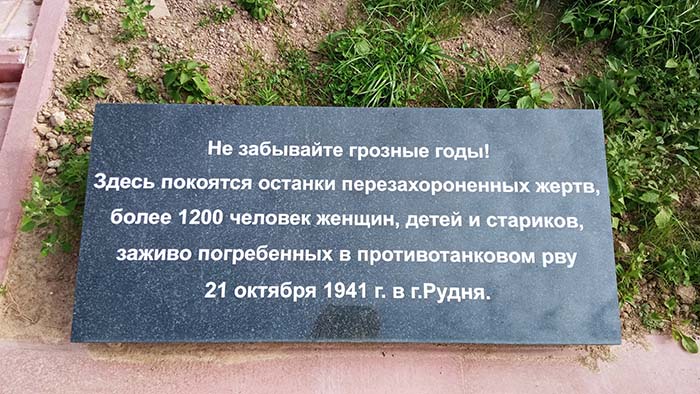 Не забывайте грозные годы!
Здесь покоятся останки перезахороненных жертв,
более 1200 человек женщин, детей и стариков,
заживо погребенных в противотанковом рву
21 октября 1941 г. в г.Рудня.